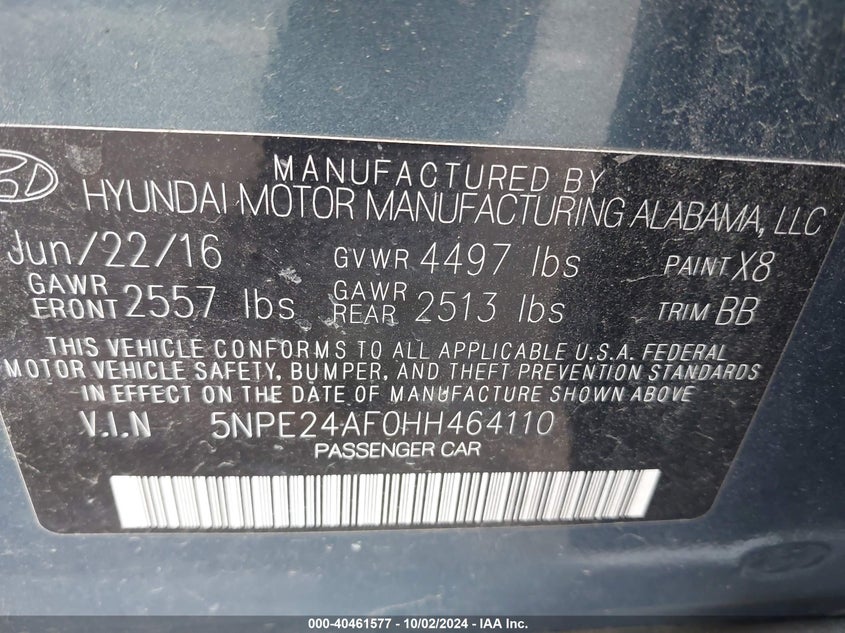 MANUFACTURED BY
HYUNDAI MOTOR MANUFACTURING ALABAMA, LLC
Jun/22/16 GVWR 4497 lbs PAINT X8
GAWR FRONT 2557 lbs GAWR REAR 2513 lbs TRIM BB
THIS VEHICLE CONFORMS TO ALL APPLICABLE U.S.A. FEDERAL
MOTOR VEHICLE SAFETY, BUMPER, AND THEFT PREVENTION STANDARDS
IN EFFECT ON THE DATE OF MANUFACTURE SHOWN ABOVE
V.I.N 5NPE24AF0HH464110
PASSENGER CAR
000-40461577 - 10/02/2024 - IAA Inc.